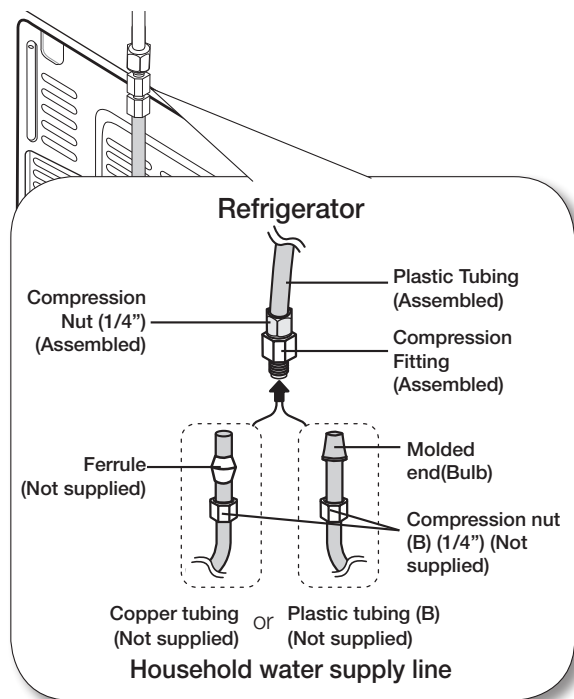 Refrigerator
Compression
Nut (1/4”)
(Assembled)
Plastic Tubing
(Assembled)
Compression
Fitting
(Assembled)
Ferrule
(Not supplied)
Molded
end(Bulb)
Compression nut
(B) (1/4”) (Not
supplied)
Copper tubing
(Not supplied)
or
Plastic tubing (B)
(Not supplied)
Household water supply line